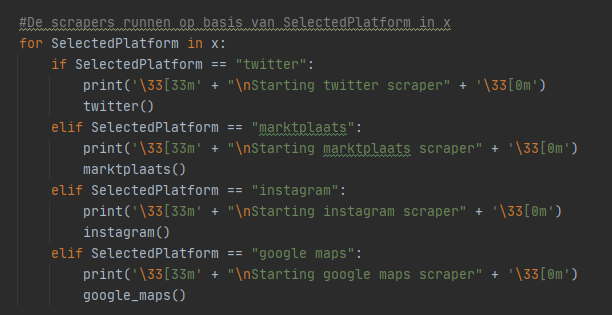 #De scrapers runnen op basis van SelectedPlatform in x
for SelectedPlatform in x:
    if SelectedPlatform == "twitter":
        print('\33[33m' + "\nStarting twitter scraper" + '\33[0m')
        twitter()
    elif SelectedPlatform == "marktplaats":
        print('\33[33m' + "\nStarting marktplaats scraper" + '\33[0m')
        marktplaats()
    elif SelectedPlatform == "instagram":
        print('\33[33m' + "\nStarting instagram scraper" + '\33[0m')
        instagram()
    elif SelectedPlatform == "google maps":
        print('\33[33m' + "\nStarting google maps scraper" + '\33[0m')
        google_maps()